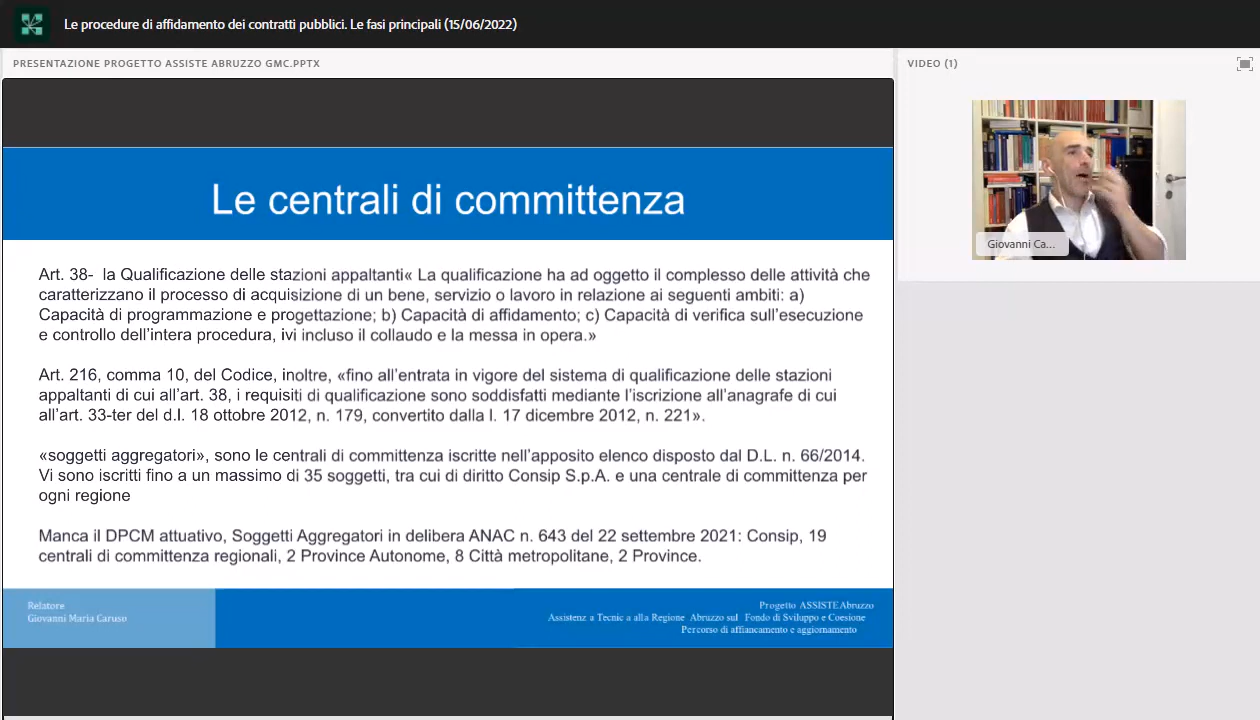 Le procedure di affidamento dei contratti pubblici. Le fasi principali (15/06/2022)
PRESENTAZIONE PROGETTO ASSISTE ABRUZZO GMC.PPTX
VIDEO (1)
Le centrali di committenza
Art. 38- la Qualificazione delle stazioni appaltanti« La qualificazione ha ad oggetto il complesso delle attività che
caratterizzano il processo di acquisizione di un bene, servizio o lavoro in relazione ai seguenti ambiti: a)
Capacità di programmazione e progettazione; b) Capacità di affidamento; c) Capacità di verifica sull'esecuzione
e controllo dell'intera procedura, ivi incluso il collaudo e la messa in opera.»
Art. 216, comma 10, del Codice, inoltre, «fino all'entrata in vigore del sistema di qualificazione delle stazioni
appaltanti di cui all'art. 38, i requisiti di qualificazione sono soddisfatti mediante l'iscrizione all'anagrafe di cui
all'art. 33-ter del d.l. 18 ottobre 2012, n. 179, convertito dalla l. 17 dicembre 2012, n. 221».
«soggetti aggregatori», sono le centrali di committenza iscritte nell'apposito elenco disposto dal D.L. n. 66/2014.
Vi sono iscritti fino a un massimo di 35 soggetti, tra cui di diritto Consip S.p.A. e una centrale di committenza per
ogni regione
Manca il DPCM attuativo, Soggetti Aggregatori in delibera ANAC n. 643 del 22 settembre 2021: Consip, 19
centrali di committenza regionali, 2 Province Autonome, 8 Città metropolitane, 2 Province.
Relatore
Giovanni Maria Caruso
Progetto ASSISTE Abruzzo
Assistenz a Tecnic a alla Regione Abruzzo sul Fondo di Sviluppo e Coesione
Percorso di affiancamento e aggiornamento
Giovanni Ca...